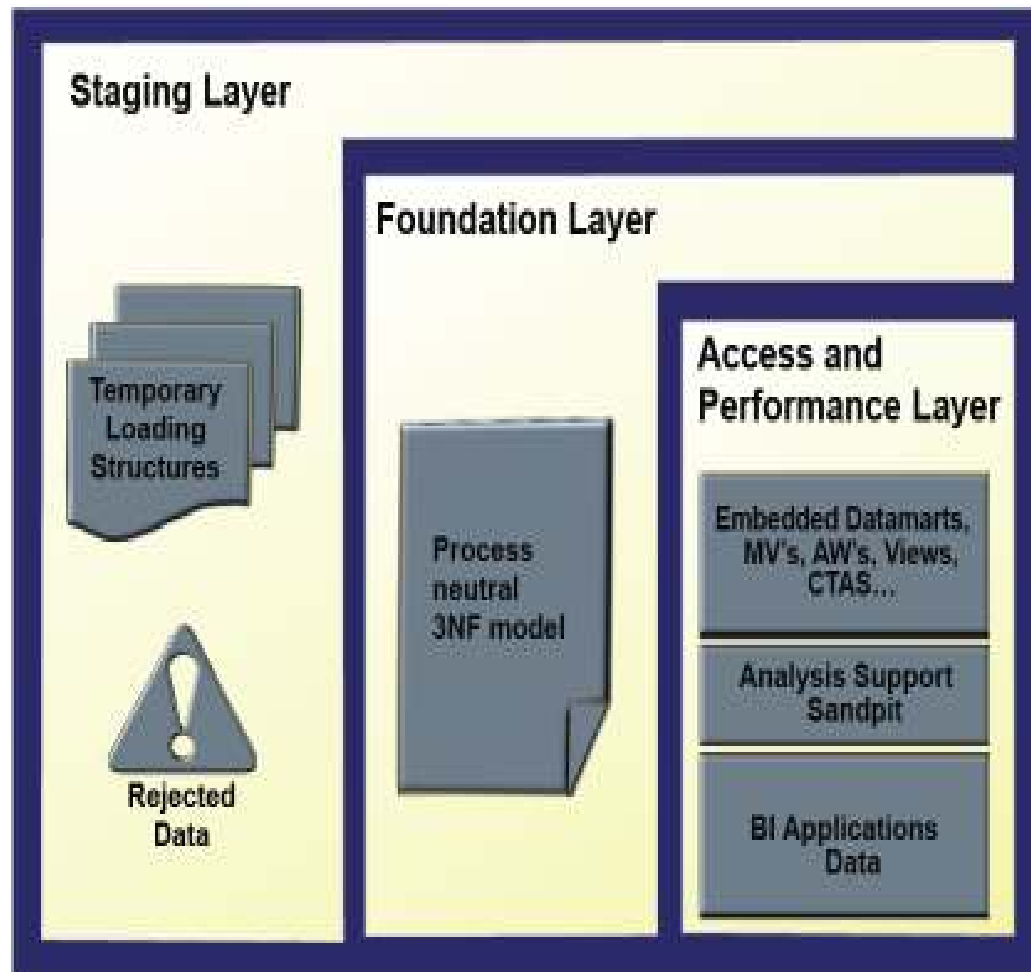 Staging Layer
Temporary
Loading
Structures
Rejected
Data
Foundation Layer
Process
neutral
3NF model
Access and
Performance Layer
Embedded Datamarts,
MV's, AW's, Views,
CTAS...
Analysis Support
Sandpit
BI Applications
Data